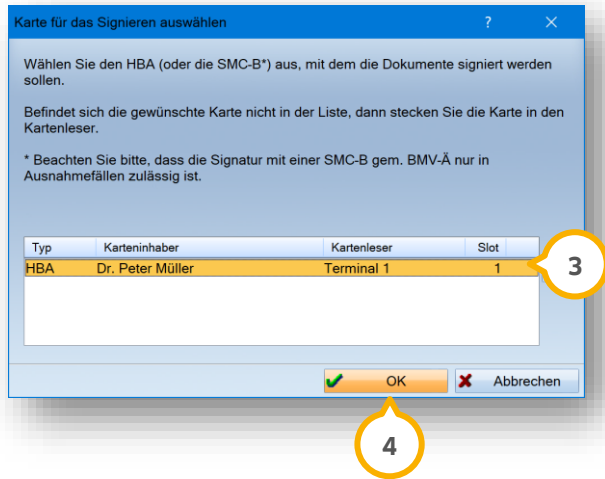 Karte für das Signieren auswählen ? ×
Wählen Sie den HBA (oder die SMC-B*) aus, mit dem die Dokumente signiert werden
sollen.
Befindet sich die gewünschte Karte nicht in der Liste, dann stecken Sie die Karte in den
Kartenleser.
* Beachten Sie bitte, dass die Signatur mit einer SMC-B gem. BMV-Ä nur in
Ausnahmefällen zulässig ist.
Typ Karteninhaber Kartenleser Slot
HBA Dr. Peter Müller Terminal 1 1
3
OK Abbrechen
4